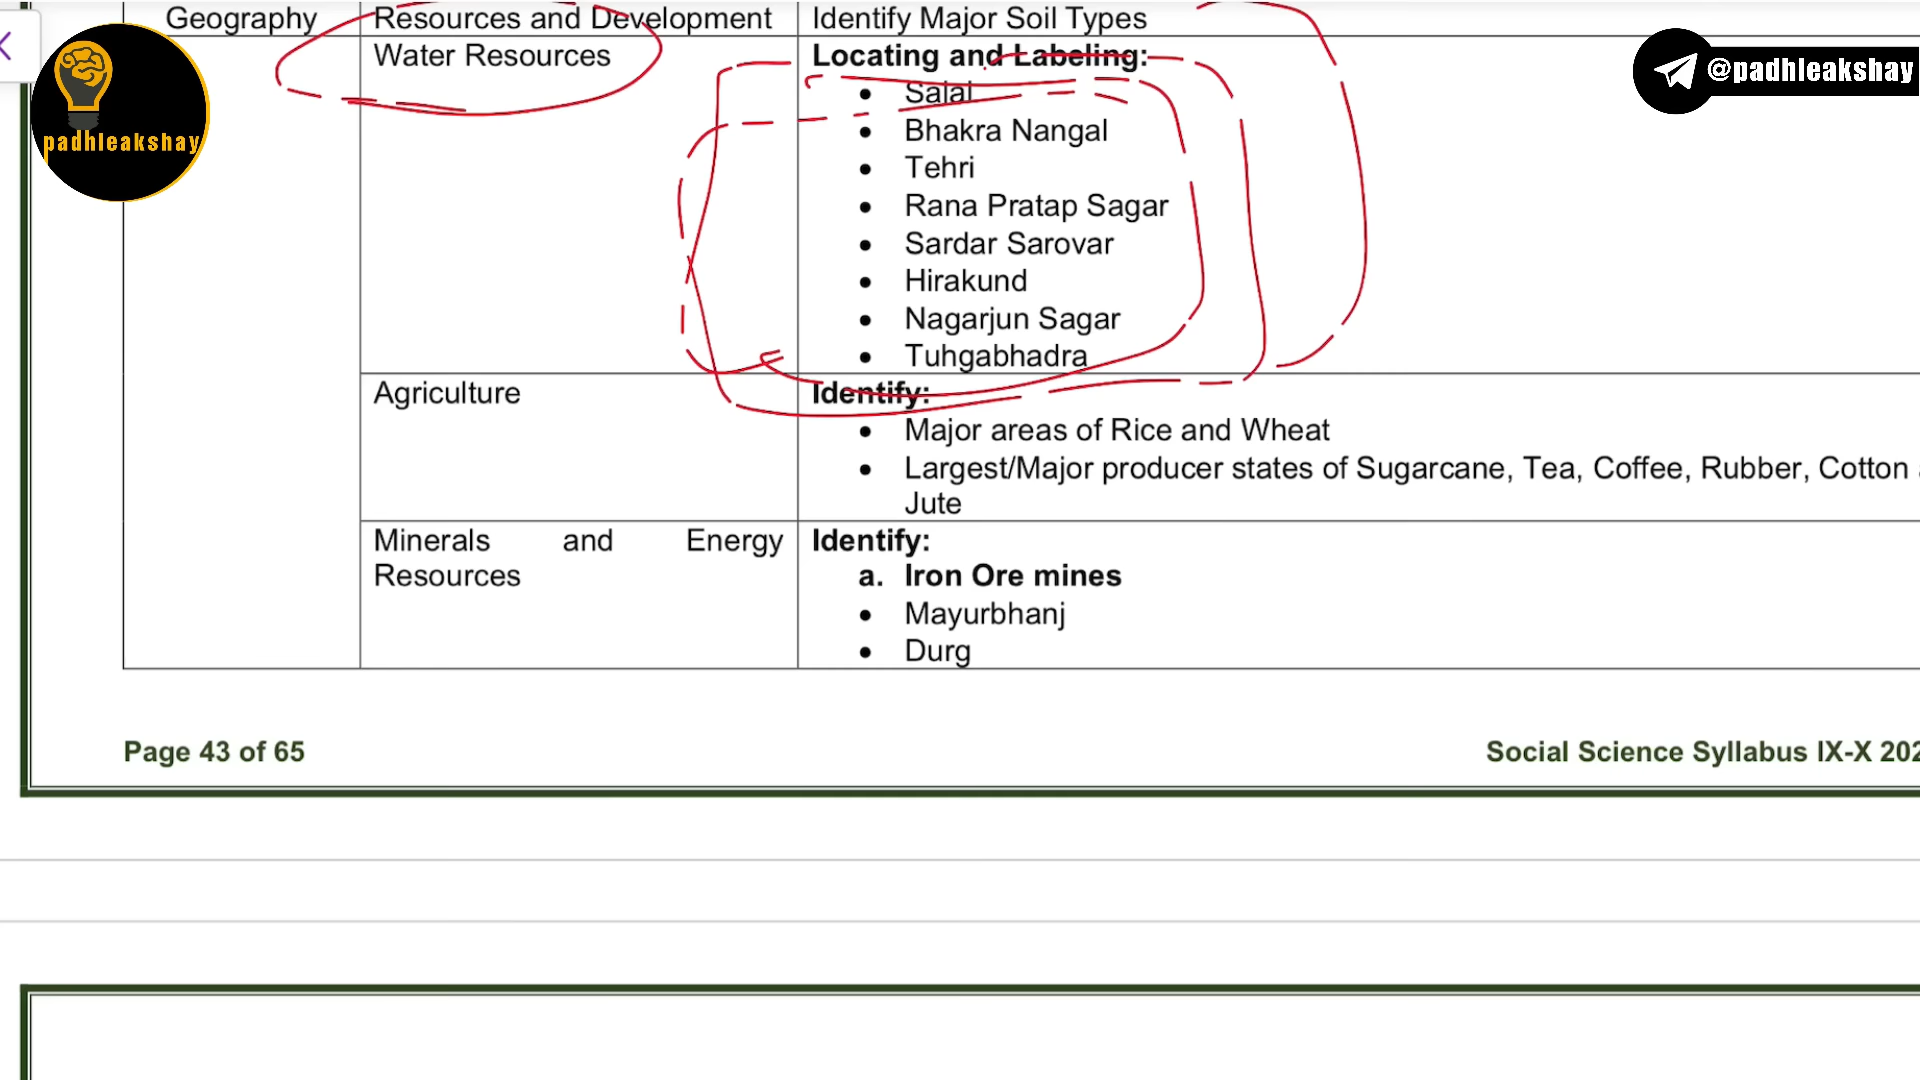 Geography Resources and Development Identify Major Soil Types
Water Resources Locating and Labeling:
• Salal
• Bhakra Nangal
• Tehri
• Rana Pratap Sagar
• Sardar Sarovar
• Hirakund
• Nagarjun Sagar
• Tuhgabhadra
Agriculture Identify:
• Major areas of Rice and Wheat
• Largest/Major producer states of Sugarcane, Tea, Coffee, Rubber, Cotton
Jute
Minerals and Energy Identify:
Resources a. Iron Ore mines
• Mayurbhanj
• Durg
Page 43 of 65 Social Science Syllabus IX-X 202
padhleakshay
@padhleakshay